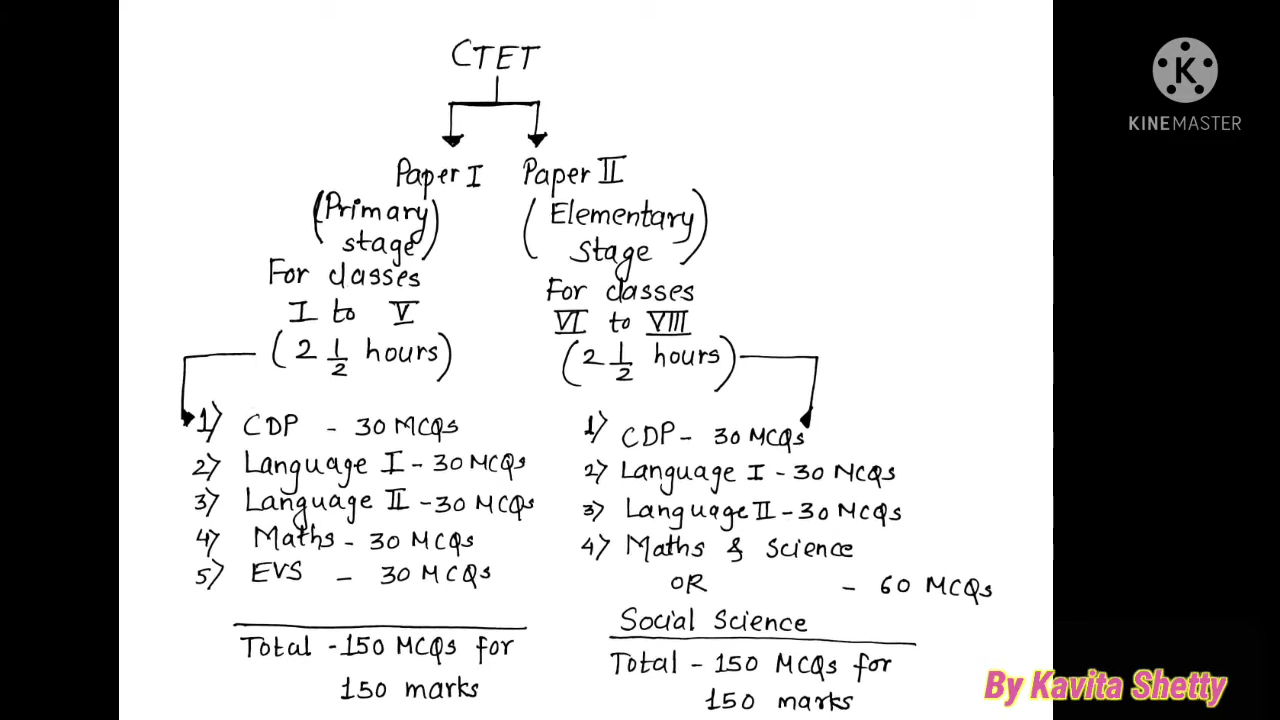 CTET
Paper I
(Primary
stage)
For classes
I to V
(2 1/2 hours)
1) CDP - 30 MCQs
2) Language I - 30 MCQs
3) Language II - 30 MCQs
4) Maths - 30 MCQs
5) EVS - 30 MCQs
Total - 150 MCQs for
150 marks
Paper II
(Elementary
Stage)
For classes
VI to VIII
(2 1/2 hours)
1) CDP - 30 MCQs
2) Language I - 30 MCQs
3) Language II - 30 MCQs
4) Maths & Science
OR - 60 MCQs
Social Science
Total - 150 MCQs for
150 marks
K
KINEMASTER
By Kavita Shetty